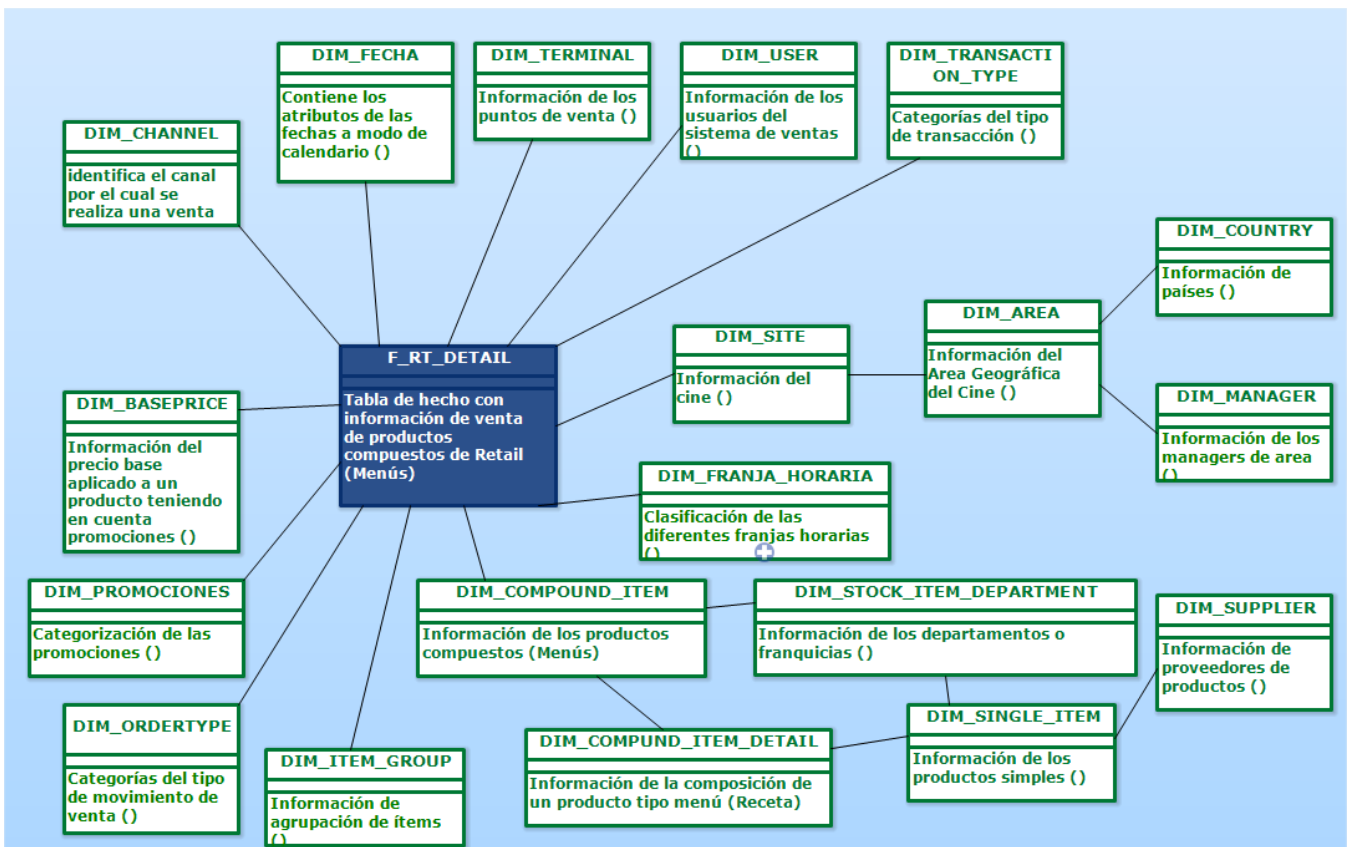 DIM_FECHA
Contiene los
atributos de las
fechas a modo de
calendario ()
DIM_TERMINAL
Información de los
puntos de venta ()
DIM_USER
Información de los
usuarios del
sistema de ventas
()
DIM_TRANSACTI
ON_TYPE
Categorías del tipo
de transacción ()
DIM_CHANNEL
identifica el canal
por el cual se
realiza una venta
DIM_COUNTRY
Información de
países ()
DIM_AREA
Información del
Area Geográfica
del Cine ()
DIM_SITE
Información del
cine ()
F_RT_DETAIL
Tabla de hecho con
información de venta
de productos
compuestos de Retail
(Menús)
DIM_BASEPRICE
Información del
precio base
aplicado a un
producto teniendo
en cuenta
promociones ()
DIM_MANAGER
Información de los
managers de area
()
DIM_FRANJA_HORARIA
Clasificación de las
diferentes franjas horarias
()
DIM_PROMOCIONES
Categorización de las
promociones ()
DIM_COMPOUND_ITEM
Información de los productos
compuestos (Menús)
DIM_STOCK_ITEM_DEPARTMENT
Información de los departamentos o
franquicias ()
DIM_SUPPLIER
Información de
proveedores de
productos ()
DIM_ORDERTYPE
Categorías del tipo
de movimiento de
venta ()
DIM_ITEM_GROUP
Información de
agrupación de ítems
()
DIM_COMPUND_ITEM_DETAIL
Información de la composición de
un producto tipo menú (Receta)
DIM_SINGLE_ITEM
Información de los
productos simples ()